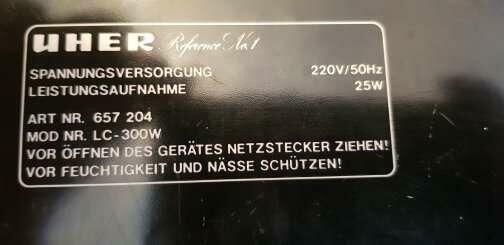 UHER Reference No. 1
SPANNUNGSVERSORGUNG 220V/50Hz
LEISTUNGSAUFNAHME 25W
ART NR. 657 204
MOD NR. LC-300W
VOR ÖFFNEN DES GERÄTES NETZSTECKER ZIEHEN!
VOR FEUCHTIGKEIT UND NÄSSE SCHÜTZEN!